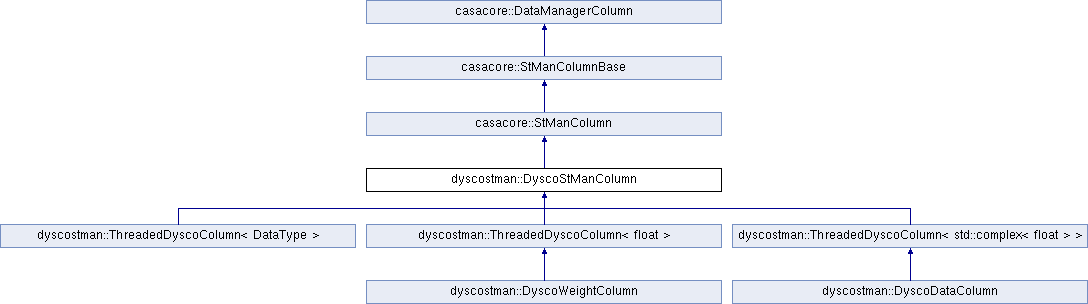 casacore::DataManagerColumn
casacore::StManColumnBase
casacore::StManColumn
dyscostman::DyscoStManColumn
dyscostman::ThreadedDyscoColumn< DataType >
dyscostman::ThreadedDyscoColumn< float >
dyscostman::ThreadedDyscoColumn< std::complex< float > >
dyscostman::DyscoWeightColumn
dyscostman::DyscoDataColumn